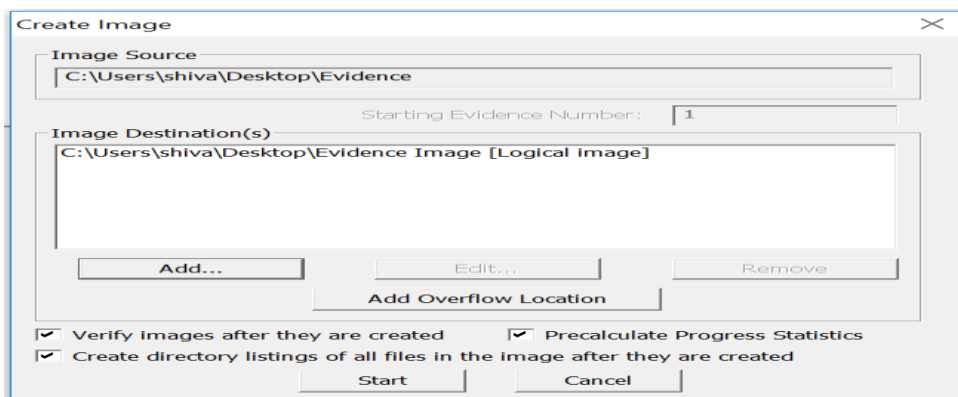 Create Image
Image Source
C:\Users\shiva\Desktop\Evidence
Starting Evidence Number: 1
Image Destination(s)
C:\Users\shiva\Desktop\Evidence Image [Logical image]
Add... Edit... Remove
Add Overflow Location
Verify images after they are created Precalculate Progress Statistics
Create directory listings of all files in the image after they are created
Start Cancel